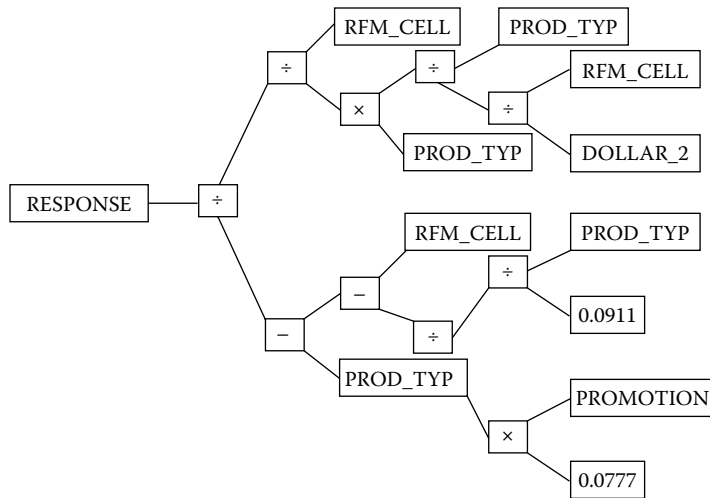 RFM_CELL
PROD_TYP
÷
÷
RFM_CELL
×
÷
PROD_TYP
DOLLAR_2
RESPONSE
÷
RFM_CELL
PROD_TYP
÷
−
÷
0.0911
−
PROD_TYP
PROMOTION
×
0.0777